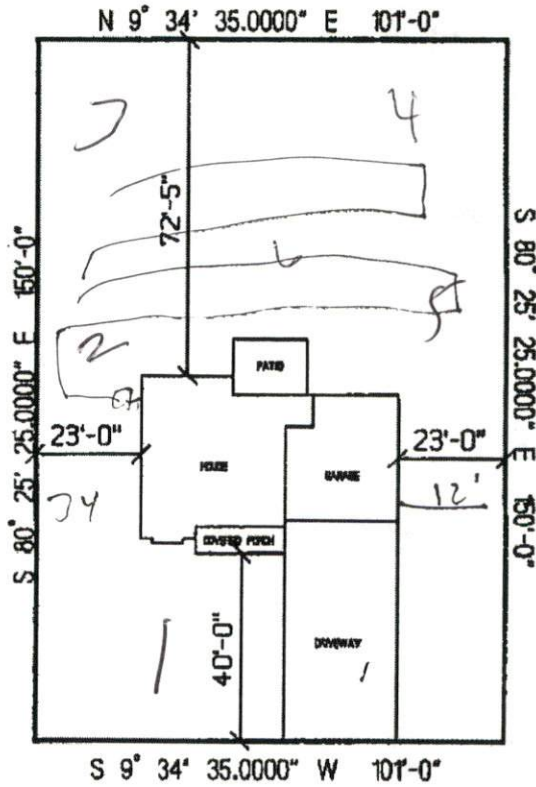 N 9° 34' 35.0000" E 101'-0"
4
72'-5"
6
5
S 80° 25' 25.0000" E 150'-0"
S 80° 25' 25.0000" E 150'-0"
2
PATIO
23'-0"
23'-0"
HOUSE
GARAGE
34
12'
COVERED PORCH
1
40'-0"
DRIVEWAY
S 9° 34' 35.0000" W 101'-0"